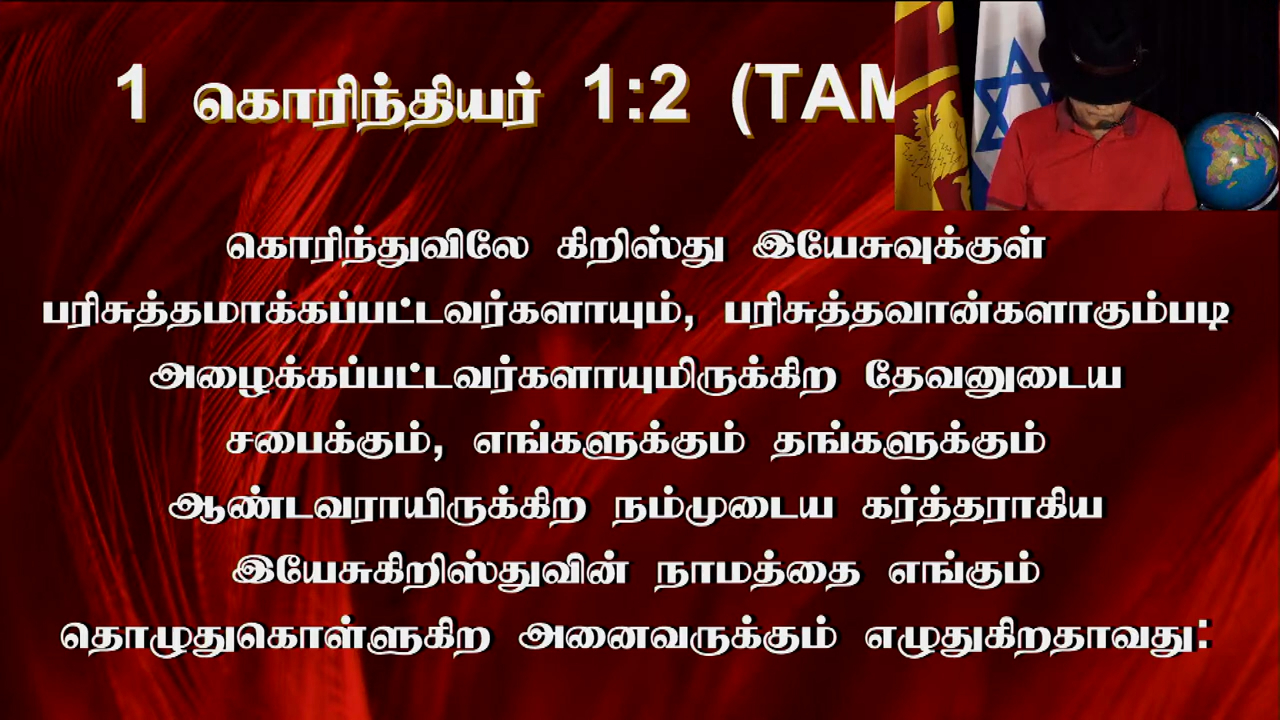 1 கொரிந்தியர் 1:2 (TAM
கொரிந்துவிலே கிறிஸ்து இயேசுவுக்குள்
பரிசுத்தமாக்கப்பட்டவர்களாயும், பரிசுத்தவான்களாகும்படி
அழைக்கப்பட்டவர்களாயுமிருக்கிற தேவனுடைய
சபைக்கும், எங்களுக்கும் தங்களுக்கும்
ஆண்டவராயிருக்கிற நம்முடைய கர்த்தராகிய
இயேசுகிறிஸ்துவின் நாமத்தை எங்கும்
தொழுதுகொள்ளுகிற அனைவருக்கும் எழுதுகிறதாவது: